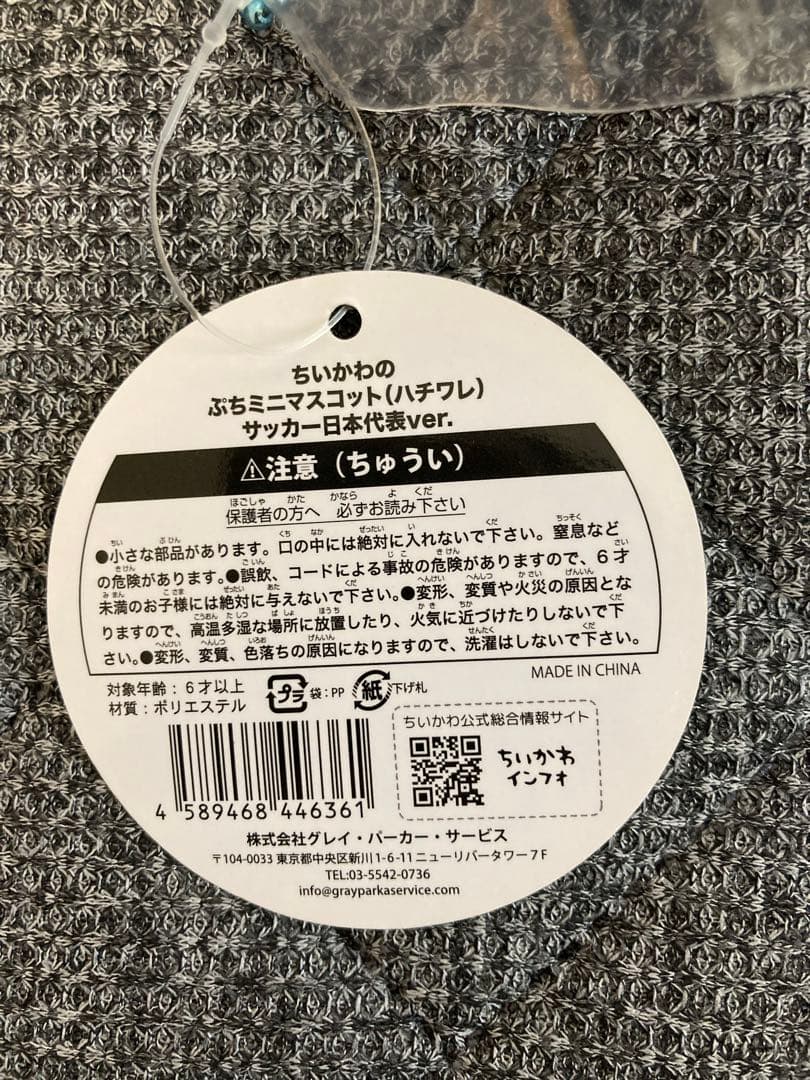 ちいかわの
ぷちミニマスコット(ハチワレ)
サッカー日本代表ver.
⚠注意(ちゅうい)
保護者の方へ 必ずお読み下さい
●小さな部品があります。口の中には絶対に入れないで下さい。窒息など
の危険があります。●誤飲、コードによる事故の危険がありますので、6才
未満のお子様には絶対に与えないで下さい。●変形、変質や火災の原因とな
りますので、高温多湿な場所に放置したり、火気に近づけたりしないで下
さい。●変形、変質、色落ちの原因になりますので、洗濯はしないで下さい。
MADE IN CHINA
対象年齢:6才以上
材質:ポリエステル
プラ 袋:PP 紙 下げ札
ちいかわ公式総合情報サイト
ちいかわ
インフォ
4 589468 446361
株式会社グレイ・パーカー・サービス
〒104-0033 東京都中央区新川1-6-11 ニューリバータワー7F
TEL:03-5542-0736
info@grayparkaservice.com